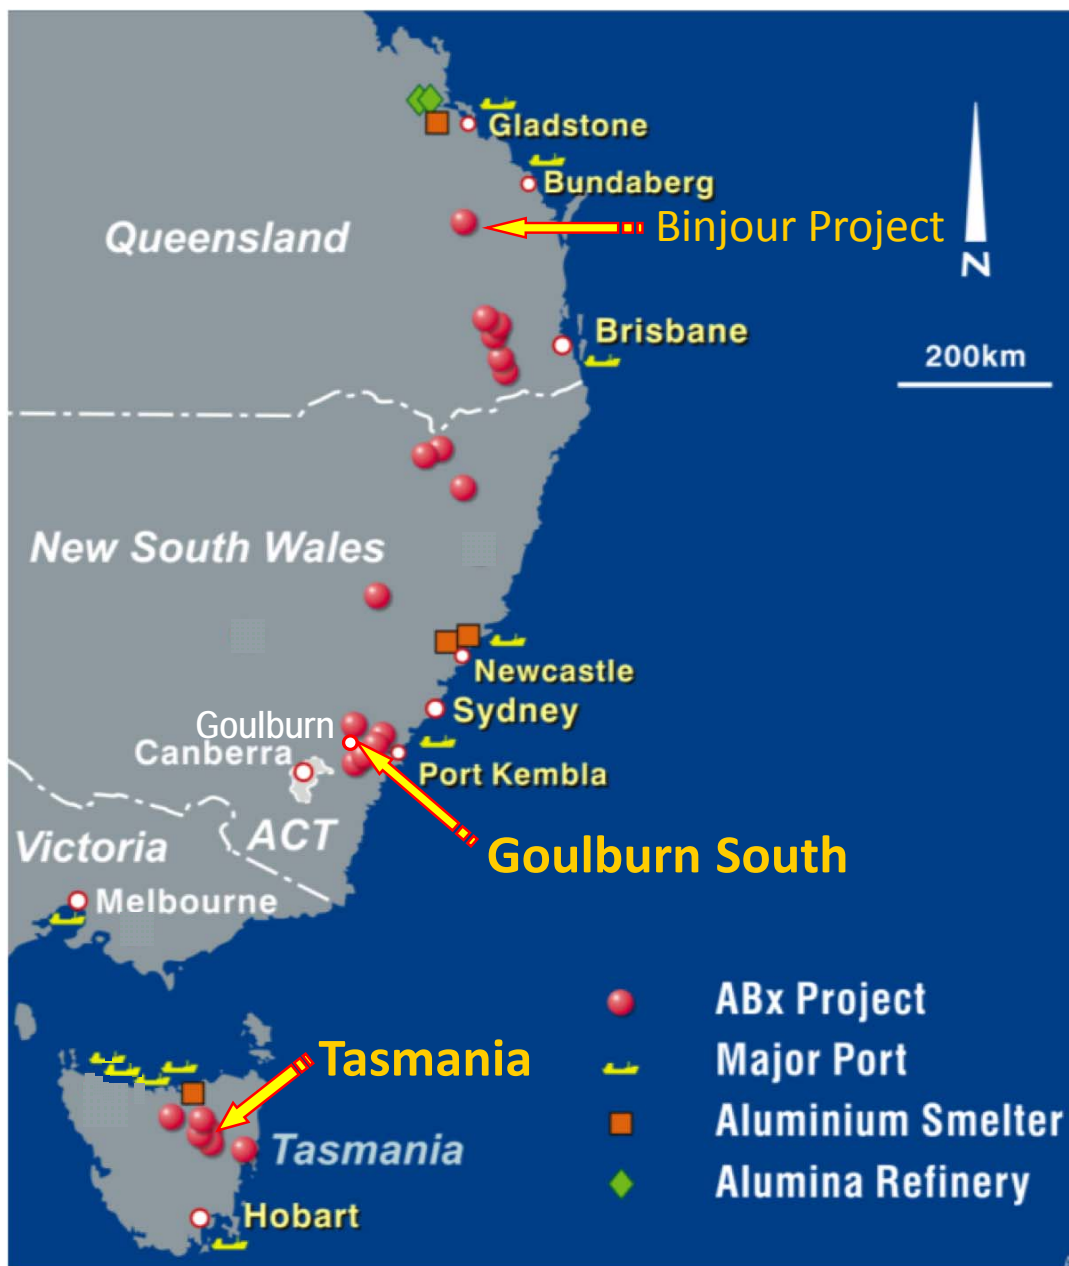 Gladstone
Bundaberg
Binjour Project
Queensland
N
Brisbane
200km
New South Wales
Newcastle
Sydney
Goulburn
Canberra
Port Kembla
ACT
Victoria
Goulburn South
Melbourne
ABx Project
Major Port
Tasmania
Aluminium Smelter
Tasmania
Alumina Refinery
Hobart